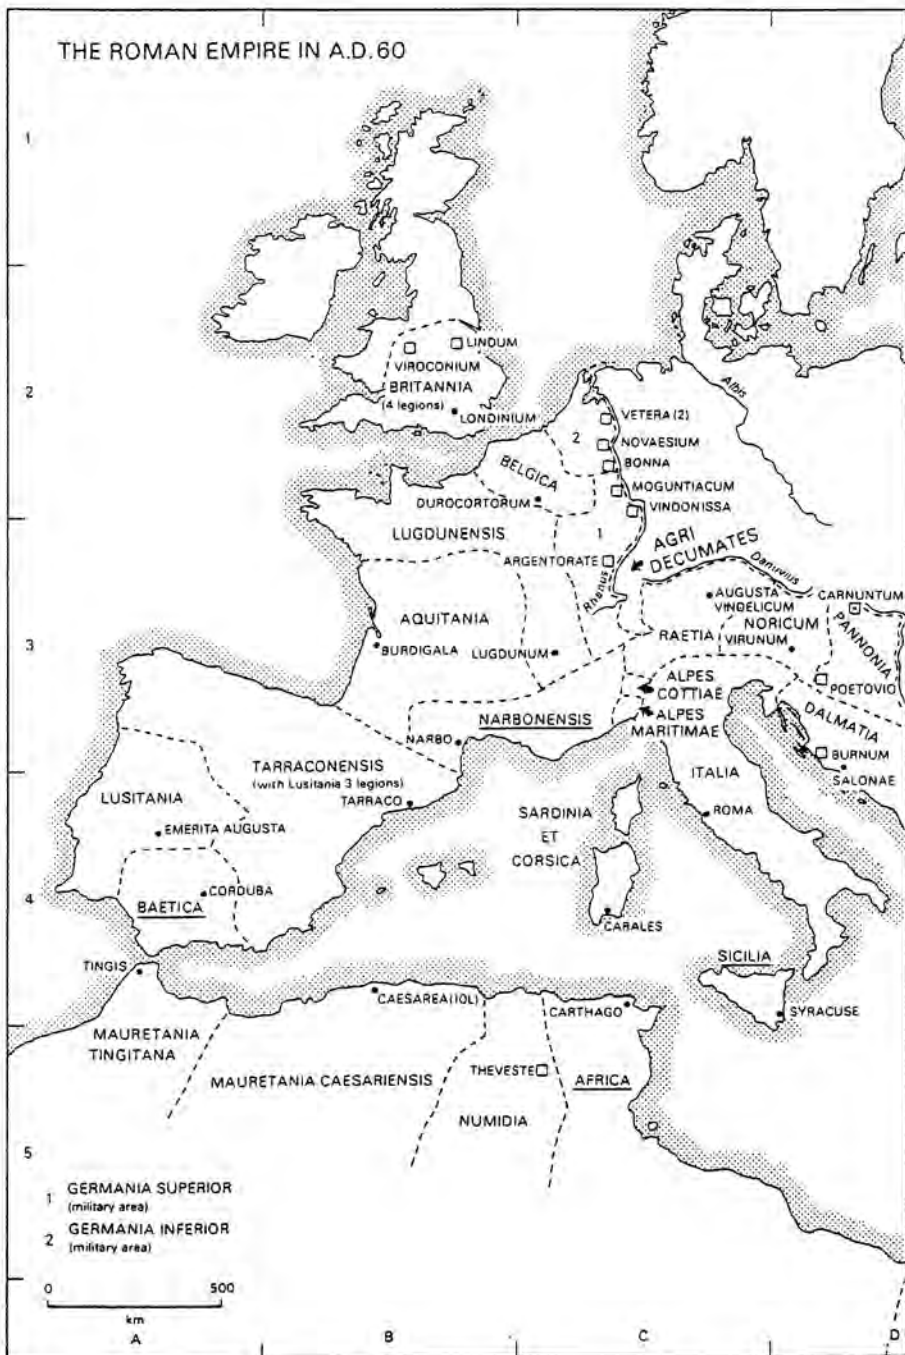 THE ROMAN EMPIRE IN A.D. 60
1
LINDUM
VIROCONIUM
BRITANNIA
(4 legions)
LONDINIUM
2
Albis
VETERA (2)
2
NOVAESIUM
BONNA
BELGICA
MOGUNTIACUM
DUROCORTORUM
VINDONISSA
LUGDUNENSIS
1
AGRI
DECUMATES
ARGENTORATE
Rhenus
Danuvius
AUGUSTA
VINDELICUM
CARNUNTUM
AQUITANIA
NORICUM
PANNONIA
3
BURDIGALA
LUGDUNUM
RAETIA
VIRUNUM
ALPES
COTTIAE
POETOVIO
NARBONENSIS
ALPES
MARITIMAE
DALMATIA
NARBO
BURNUM
TARRACONENSIS
(with Lusitania 3 legions)
ITALIA
SALONAE
LUSITANIA
TARRACO
SARDINIA
ET
CORSICA
ROMA
EMERITA AUGUSTA
4
CORDUBA
BAETICA
CARALES
SICILIA
TINGIS
CAESAREA (IOL)
CARTHAGO
SYRACUSE
MAURETANIA
TINGITANA
MAURETANIA CAESARIENSIS
THEVESTE
AFRICA
NUMIDIA
5
1 GERMANIA SUPERIOR
(military area)
2 GERMANIA INFERIOR
(military area)
0 500
km
A B C D